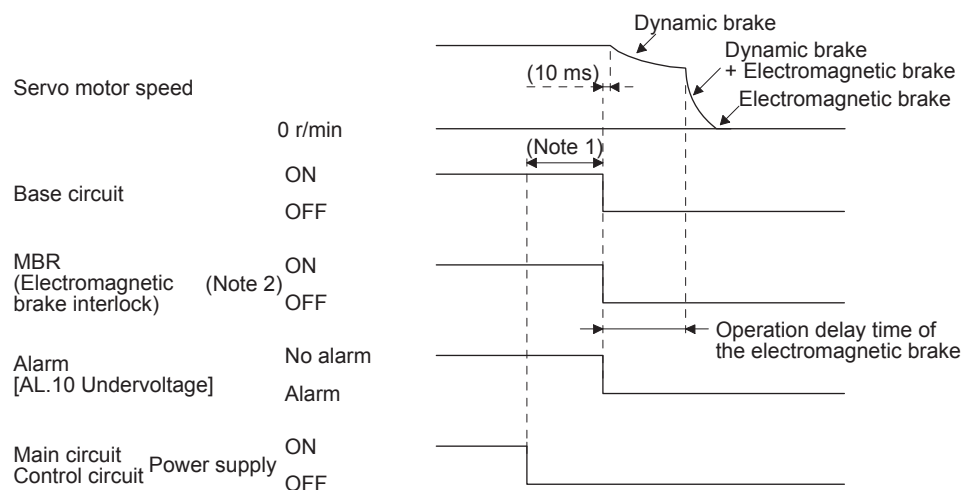 Dynamic brake
Dynamic brake
+ Electromagnetic brake
Electromagnetic brake
(10 ms)
Servo motor speed
0 r/min
(Note 1)
Base circuit
ON
OFF
MBR
(Electromagnetic
brake interlock)
(Note 2)
ON
OFF
Operation delay time of
the electromagnetic brake
Alarm
[AL.10 Undervoltage]
No alarm
Alarm
Main circuit
Control circuit
Power supply
ON
OFF